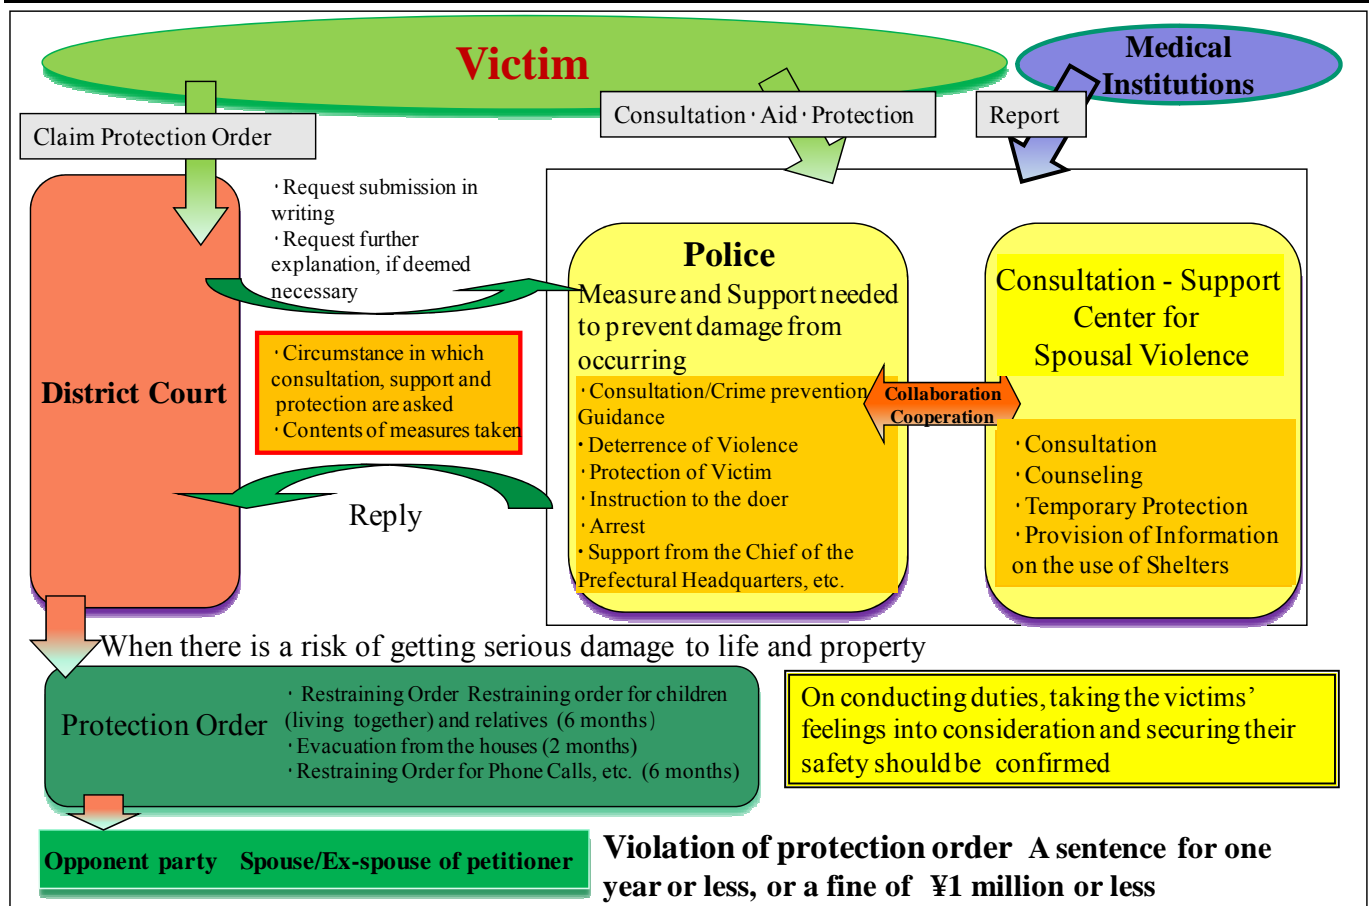 Victim
Medical
Institutions
Claim Protection Order
Consultation・Aid・Protection
Report
・Request submission in
writing
・Request further
explanation, if deemed
necessary
District Court
・Circumstance in which
consultation, support and
protection are asked
・Contents of measures taken
Reply
Police
Measure and Support needed
to prevent damage from
occurring
・Consultation/Crime prevention
Guidance
・Deterrence of Violence
・Protection of Victim
・Instruction to the doer
・Arrest
・Support from the Chief of the
Prefectural Headquarters, etc.
Collaboration
Cooperation
Consultation - Support
Center for
Spousal Violence
・Consultation
・Counseling
・Temporary Protection
・Provision of Information
on the use of Shelters
When there is a risk of getting serious damage to life and property
Protection Order
・Restraining Order Restraining order for children
(living together) and relatives (6 months)
・Evacuation from the houses (2 months)
・Restraining Order for Phone Calls, etc. (6 months)
On conducting duties, taking the victims’
feelings into consideration and securing their
safety should be confirmed
Opponent party Spouse/Ex-spouse of petitioner
Violation of protection order A sentence for one
year or less, or a fine of ¥1 million or less